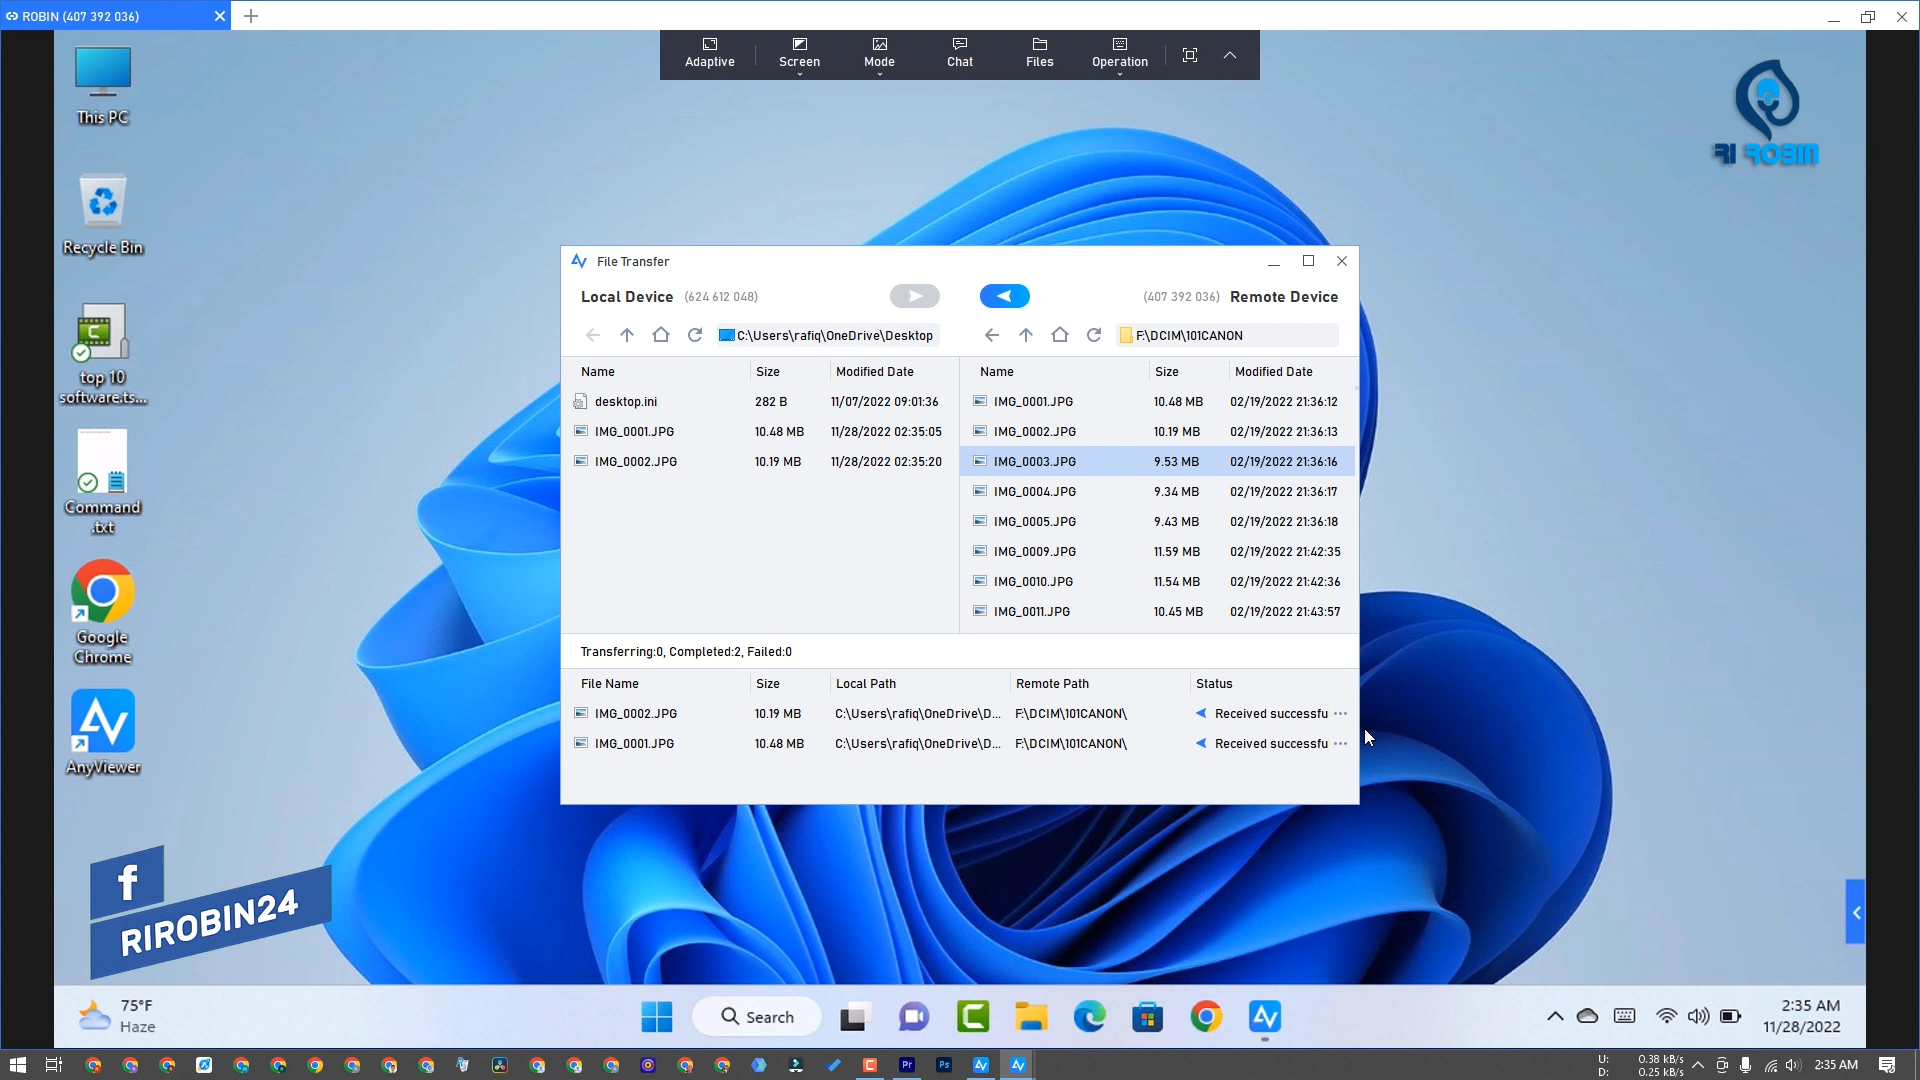 ROBIN (407 392 036)
Adaptive
Screen
Mode
Chat
Files
Operation
This PC
Recycle Bin
top 10
software.ts...
Command
.txt
Google
Chrome
AnyViewer
RI ROBIN
File Transfer
Local Device (624 612 048)
(407 392 036) Remote Device
C:\Users\rafiq\OneDrive\Desktop
F:\DCIM\101CANON
Name Size Modified Date
desktop.ini 282 B 11/07/2022 09:01:36
IMG_0001.JPG 10.48 MB 11/28/2022 02:35:05
IMG_0002.JPG 10.19 MB 11/28/2022 02:35:20
Name Size Modified Date
IMG_0001.JPG 10.48 MB 02/19/2022 21:36:12
IMG_0002.JPG 10.19 MB 02/19/2022 21:36:13
IMG_0003.JPG 9.53 MB 02/19/2022 21:36:16
IMG_0004.JPG 9.34 MB 02/19/2022 21:36:17
IMG_0005.JPG 9.43 MB 02/19/2022 21:36:18
IMG_0009.JPG 11.59 MB 02/19/2022 21:42:35
IMG_0010.JPG 11.54 MB 02/19/2022 21:42:36
IMG_0011.JPG 10.45 MB 02/19/2022 21:43:57
Transferring:0, Completed:2, Failed:0
File Name Size Local Path Remote Path Status
IMG_0002.JPG 10.19 MB C:\Users\rafiq\OneDrive\D... F:\DCIM\101CANON\ Received successfu ...
IMG_0001.JPG 10.48 MB C:\Users\rafiq\OneDrive\D... F:\DCIM\101CANON\ Received successfu ...
f
RIROBIN24
75°F
Haze
Search
2:35 AM
11/28/2022
Pr
Ps
U: 0.38 kB/s
D: 0.25 kB/s
2:35 AM